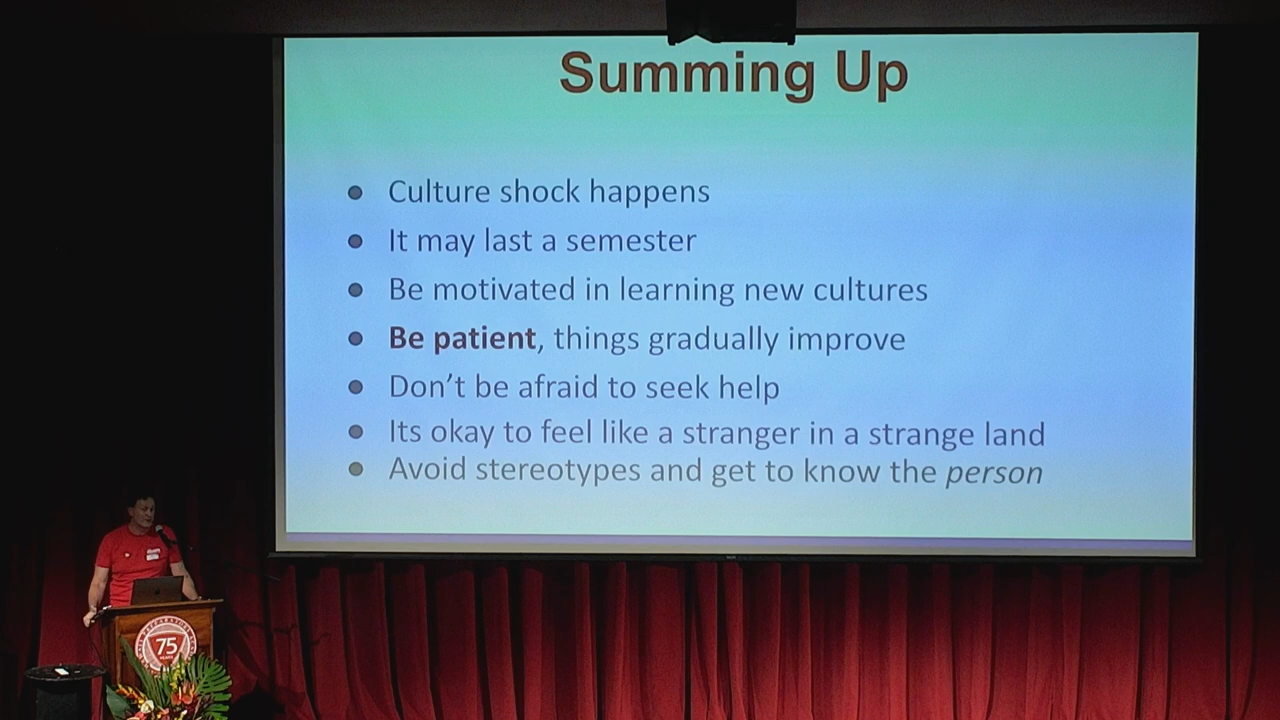 Summing Up
Culture shock happens
It may last a semester
Be motivated in learning new cultures
Be patient, things gradually improve
Don't be afraid to seek help
Its okay to feel like a stranger in a strange land
Avoid stereotypes and get to know the person
75
YEARS